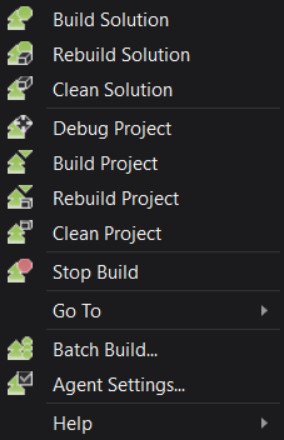 Build Solution
Rebuild Solution
Clean Solution
Debug Project
Build Project
Rebuild Project
Clean Project
Stop Build
Go To
Batch Build...
Agent Settings...
Help